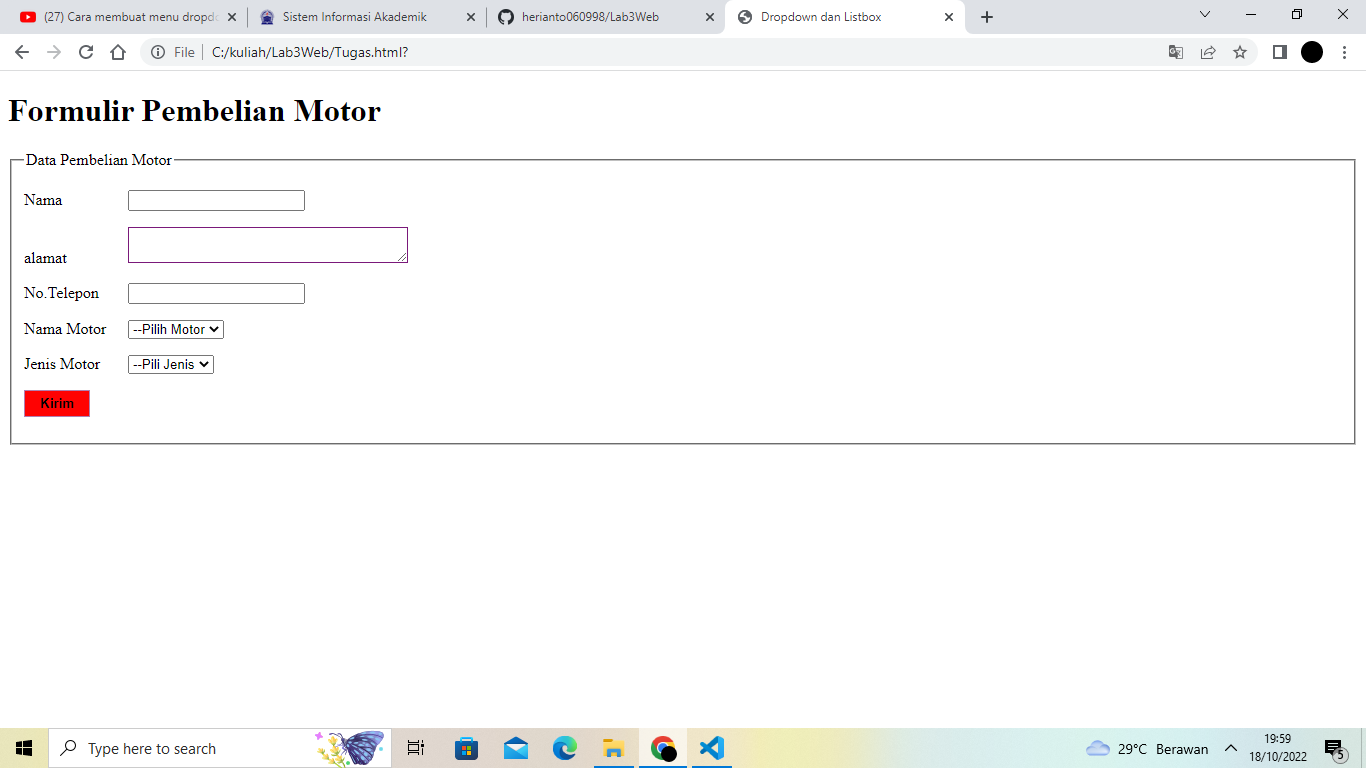 (27) Cara membuat menu dropdo
Sistem Informasi Akademik
herianto060998/Lab3Web
Dropdown dan Listbox
File
C:/kuliah/Lab3Web/Tugas.html?
Formulir Pembelian Motor
Data Pembelian Motor
Nama
alamat
No.Telepon
Nama Motor --Pilih Motor
Jenis Motor --Pili Jenis
Kirim
Type here to search
29°C Berawan
19:59
18/10/2022
5